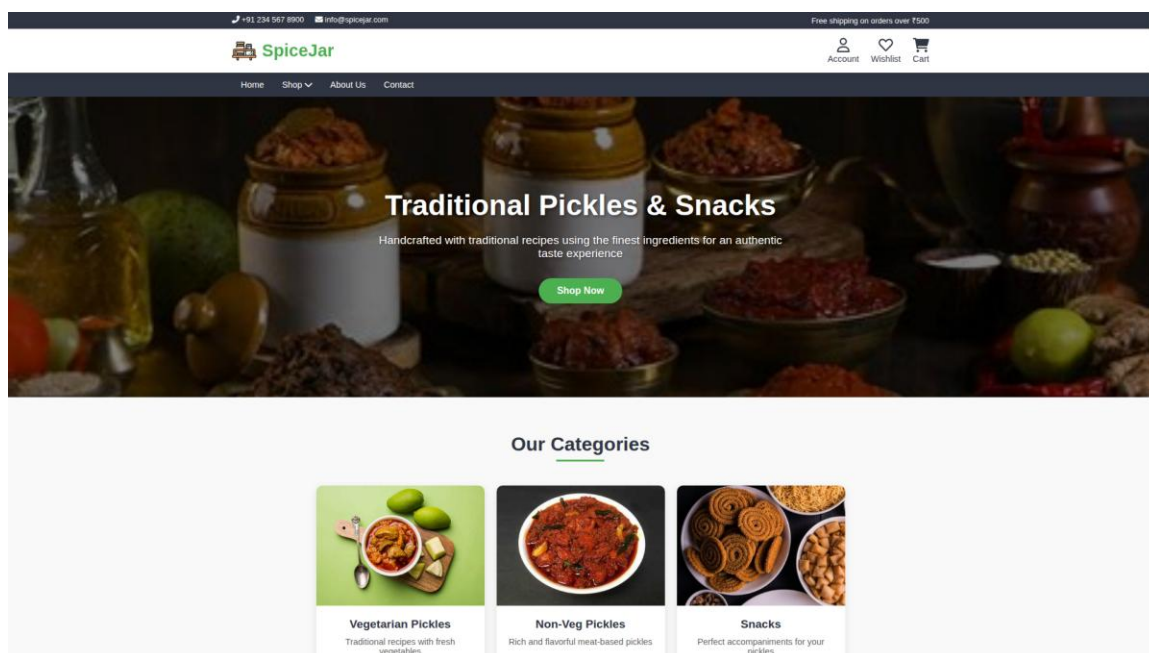 +91 234 567 8900 info@spicejar.com Free shipping on orders over ₹500
SpiceJar
Account Wishlist Cart
Home Shop About Us Contact
Traditional Pickles & Snacks
Handcrafted with traditional recipes using the finest ingredients for an authentic
taste experience
Shop Now
Our Categories
Vegetarian Pickles
Traditional recipes with fresh
vegetables
Non-Veg Pickles
Rich and flavorful meat-based pickles
Snacks
Perfect accompaniments for your
pickles